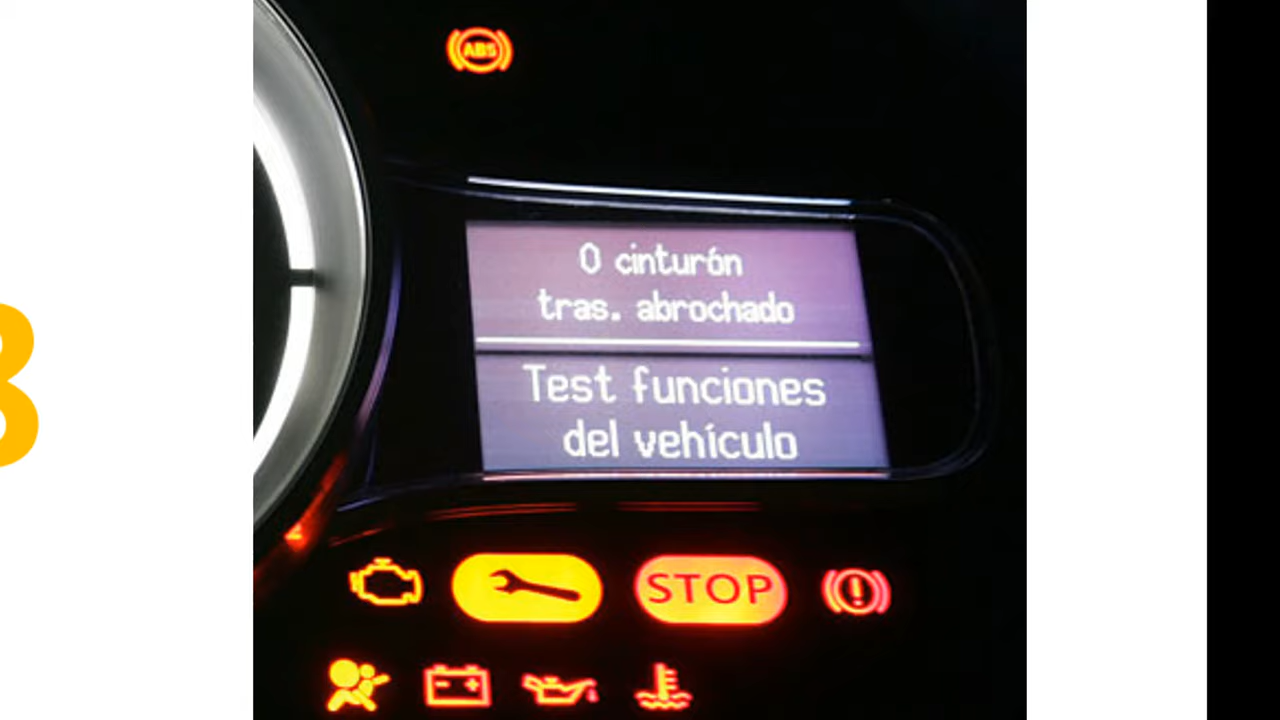 ABS
0 cinturón
tras. abrochado
Test funciones
del vehículo
STOP